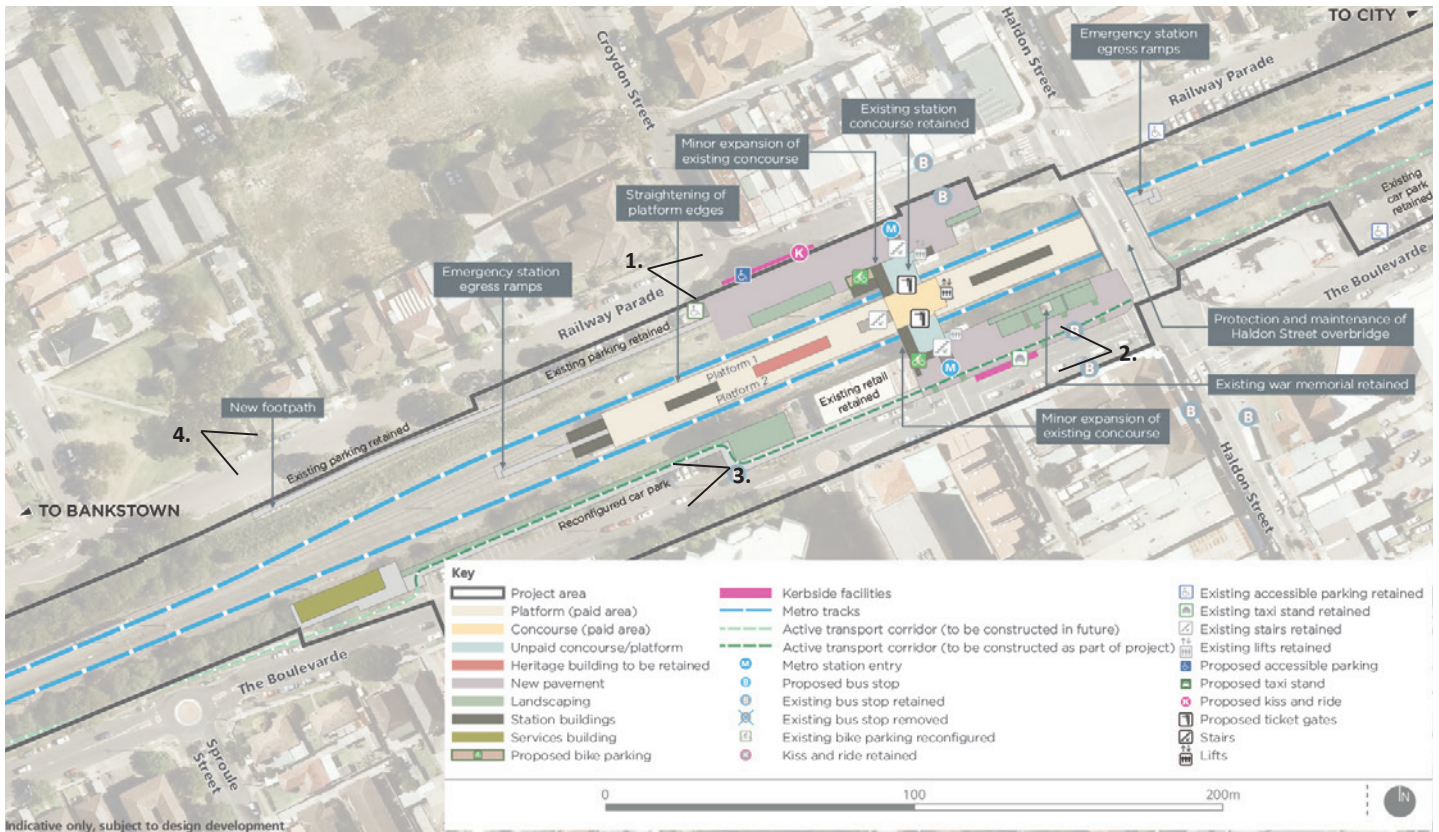 TO CITY
Emergency station
egress ramps
Haldon Street
Croydon Street
Railway Parade
Existing station
concourse retained
Minor expansion of
existing concourse
B
Straightening of
platform edges
B
Existing
car park
retained
M
1.
K
Emergency station
egress ramps
Railway Parade
The Boulevarde
Existing parking retained
Protection and maintenance of
Haldon Street overbridge
B
2.
Platform 1
Platform 2
M
B
Existing war memorial retained
Existing retail
retained
New footpath
4.
Minor expansion of
existing concourse
B
B
Existing parking retained
3.
Haldon Street
TO BANKSTOWN
Reconfigured car park
The Boulevarde
Sproule
Street
Key
Project area
Platform (paid area)
Concourse (paid area)
Unpaid concourse/platform
Heritage building to be retained
New pavement
Landscaping
Station buildings
Services building
Proposed bike parking
Kerbside facilities
Metro tracks
Active transport corridor (to be constructed in future)
Active transport corridor (to be constructed as part of project)
M Metro station entry
B Proposed bus stop
B Existing bus stop retained
Existing bus stop removed
Existing bike parking reconfigured
K Kiss and ride retained
Existing accessible parking retained
Existing taxi stand retained
Existing stairs retained
Existing lifts retained
Proposed accessible parking
Proposed taxi stand
K Proposed kiss and ride
Proposed ticket gates
Stairs
Lifts
0 100 200m
N
Indicative only, subject to design development